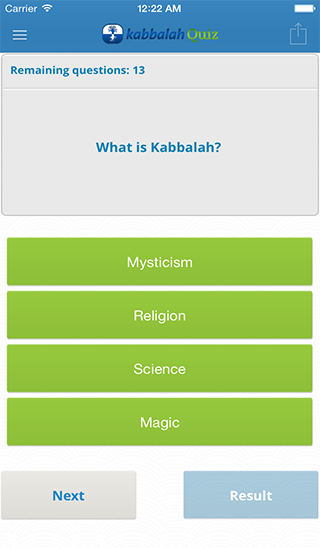 Carrier 12:22 AM
kabbalah Quiz
Remaining questions: 13
What is Kabbalah?
Mysticism
Religion
Science
Magic
Next Result